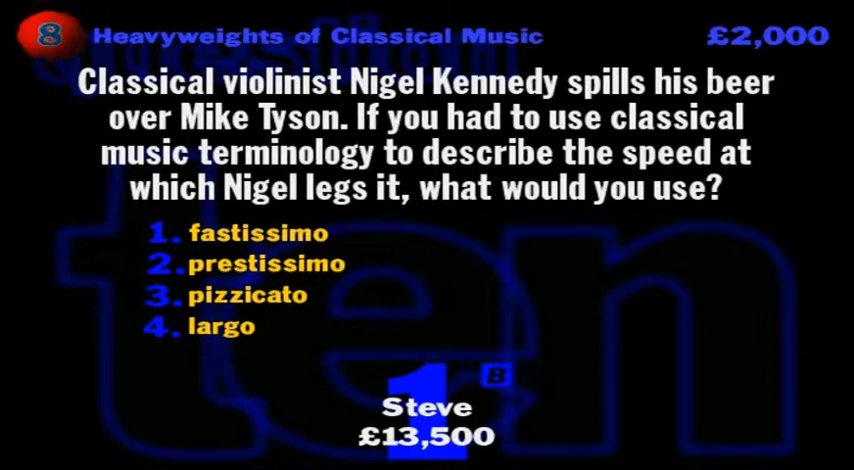 8 Heavyweights of Classical Music £2,000
Classical violinist Nigel Kennedy spills his beer
over Mike Tyson. If you had to use classical
music terminology to describe the speed at
which Nigel legs it, what would you use?
1. fastissimo
2. prestissimo
3. pizzicato
4. largo
ten
1 B
Steve
£13,500